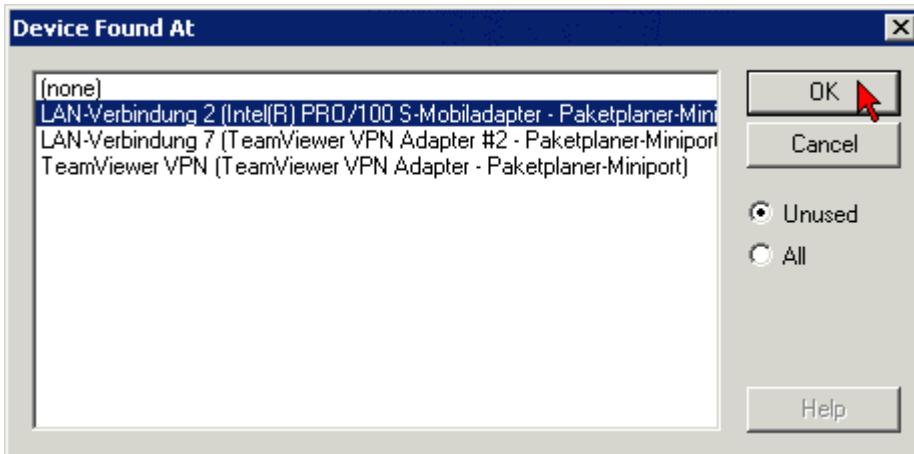 Device Found At
(none)
LAN-Verbindung 2 (Intel(R) PRO/100 S-Mobiladapter - Paketplaner-Mini
LAN-Verbindung 7 (TeamViewer VPN Adapter #2 - Paketplaner-Miniport
TeamViewer VPN (TeamViewer VPN Adapter - Paketplaner-Miniport)
OK
Cancel
Unused
All
Help